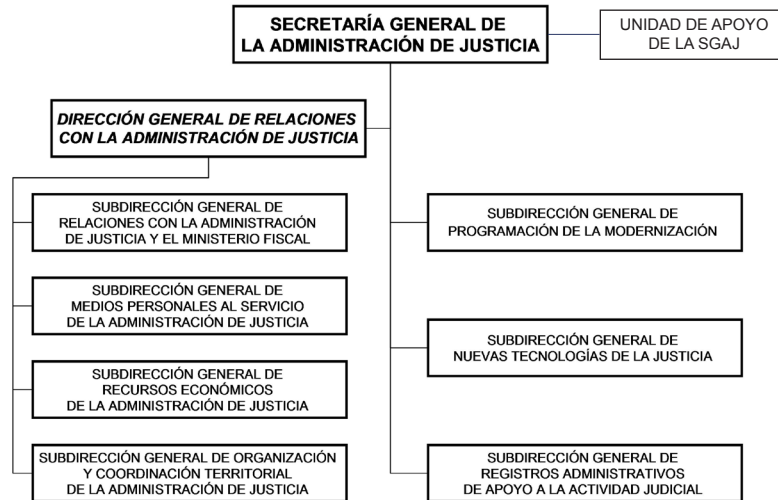 SECRETARÍA GENERAL DE
LA ADMINISTRACIÓN DE JUSTICIA
UNIDAD DE APOYO
DE LA SGAJ
DIRECCIÓN GENERAL DE RELACIONES
CON LA ADMINISTRACIÓN DE JUSTICIA
SUBDIRECCIÓN GENERAL DE
RELACIONES CON LA ADMINISTRACIÓN
DE JUSTICIA Y EL MINISTERIO FISCAL
SUBDIRECCIÓN GENERAL DE
MEDIOS PERSONALES AL SERVICIO
DE LA ADMINISTRACIÓN DE JUSTICIA
SUBDIRECCIÓN GENERAL DE
RECURSOS ECONÓMICOS
DE LA ADMINISTRACIÓN DE JUSTICIA
SUBDIRECCIÓN GENERAL DE ORGANIZACIÓN
Y COORDINACIÓN TERRITORIAL
DE LA ADMINISTRACIÓN DE JUSTICIA
SUBDIRECCIÓN GENERAL DE
PROGRAMACIÓN DE LA MODERNIZACIÓN
SUBDIRECCIÓN GENERAL DE
NUEVAS TECNOLOGÍAS DE LA JUSTICIA
SUBDIRECCIÓN GENERAL DE
REGISTROS ADMINISTRATIVOS
DE APOYO A LA ACTIVIDAD JUDICIAL